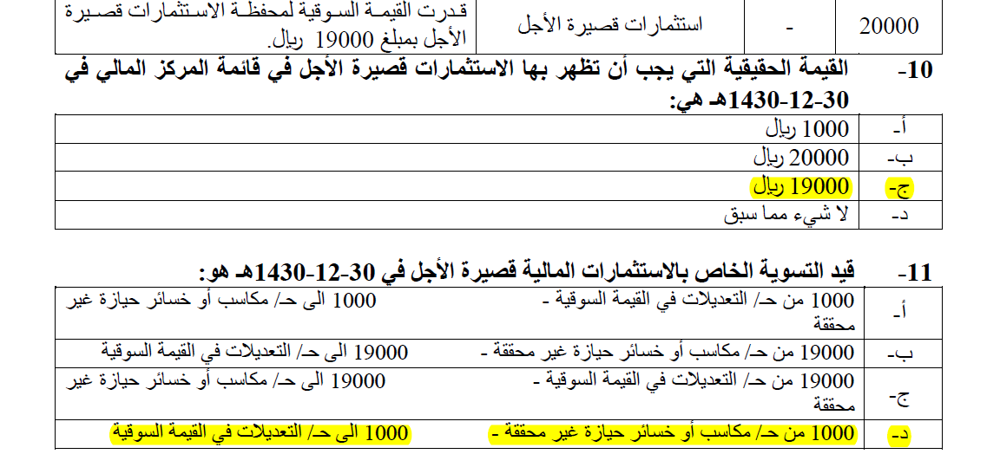 20000 - استثمارات قصيرة الأجل قدرت القيمة السوقية لمحفظة الاستثمارات قصيرة
الأجل بمبلغ 19000 ريال.
10- القيمة الحقيقية التي يجب أن تظهر بها الاستثمارات قصيرة الأجل في قائمة المركز المالي في
30-12-1430هـ هي:
أ- 1000 ريال
ب- 20000 ريال
ج- 19000 ريال
د- لا شيء مما سبق
11- قيد التسوية الخاص بالاستثمارات المالية قصيرة الأجل في 30-12-1430هـ هو:
أ- 1000 من حـ/ التعديلات في القيمة السوقية - 1000 الى حـ/ مكاسب أو خسائر حيازة غير
محققة
ب- 19000 من حـ/ مكاسب أو خسائر حيازة غير محققة - 19000 الى حـ/ التعديلات في القيمة السوقية
ج- 19000 من حـ/ التعديلات في القيمة السوقية - 19000 الى حـ/ مكاسب أو خسائر حيازة غير
محققة
د- 1000 من حـ/ مكاسب أو خسائر حيازة غير محققة - 1000 الى حـ/ التعديلات في القيمة السوقية